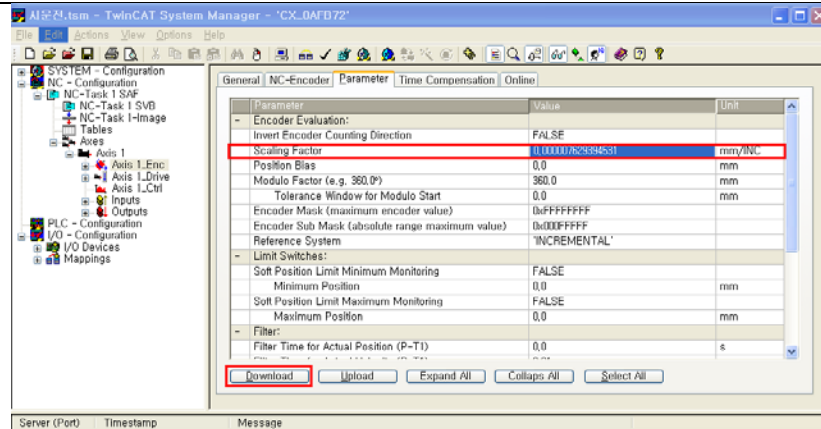 시운전.tsm - TwinCAT System Manager - 'CX_0AFB72'
File Edit Actions View Options Help
SYSTEM - Configuration
NC - Configuration
NC-Task 1 SAF
NC-Task 1 SVB
NC-Task 1-Image
Tables
Axes
Axis 1
Axis 1_Enc
Axis 1_Drive
Axis 1_Ctrl
Inputs
Outputs
PLC - Configuration
I/O - Configuration
I/O Devices
Mappings
General NC-Encoder Parameter Time Compensation Online
Parameter Value Unit
- Encoder Evaluation:
Invert Encoder Counting Direction FALSE
Scaling Factor 0,000007629394531 mm/INC
Position Bias 0,0 mm
Modulo Factor (e.g. 360.0°) 360,0 mm
Tolerance Window for Modulo Start 0,0 mm
Encoder Mask (maximum encoder value) 0xFFFFFFFF
Encoder Sub Mask (absolute range maximum value) 0x000FFFFF
Reference System 'INCREMENTAL'
- Limit Switches:
Soft Position Limit Minimum Monitoring FALSE
Minimum Position 0,0 mm
Soft Position Limit Maximum Monitoring FALSE
Maximum Position 0,0 mm
- Filter:
Filter Time for Actual Position (P-T1) 0,0 s
Download Upload Expand All Collaps All Select All
Server (Port) Timestamp Message